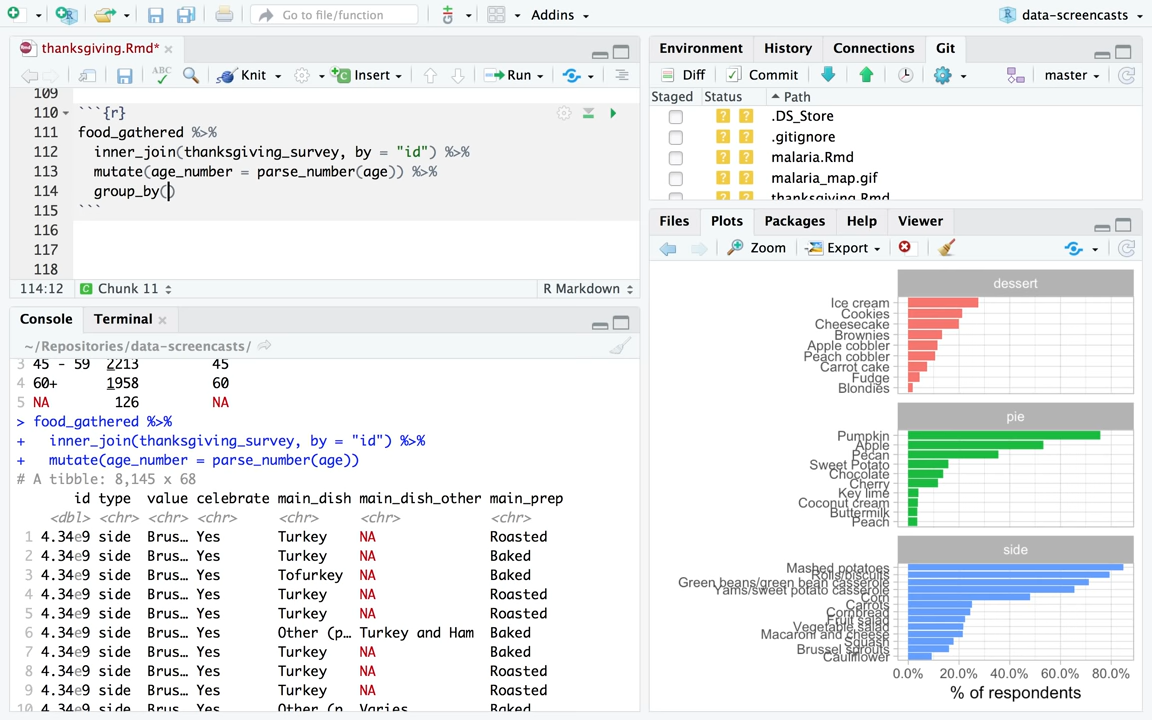 Go to file/function
Addins
data-screencasts
thanksgiving.Rmd*
ABC
Knit
Insert
Run
109
110 ```{r}
111 food_gathered %>%
112 inner_join(thanksgiving_survey, by = "id") %>%
113 mutate(age_number = parse_number(age)) %>%
114 group_by()
115 ```
116
117
118
114:12 Chunk 11 R Markdown
Console Terminal
~/Repositories/data-screencasts/
3 45 - 59 2213 45
4 60+ 1958 60
5 NA 126 NA
> food_gathered %>%
+ inner_join(thanksgiving_survey, by = "id") %>%
+ mutate(age_number = parse_number(age))
# A tibble: 8,145 x 68
id type value celebrate main_dish main_dish_other main_prep
<dbl> <chr> <chr> <chr> <chr> <chr> <chr>
1 4.34e9 side Brus… Yes Turkey NA Roasted
2 4.34e9 side Brus… Yes Turkey NA Baked
3 4.34e9 side Brus… Yes Tofurkey NA Baked
4 4.34e9 side Brus… Yes Turkey NA Roasted
5 4.34e9 side Brus… Yes Turkey NA Roasted
6 4.34e9 side Brus… Yes Other (p… Turkey and Ham Baked
7 4.34e9 side Brus… Yes Turkey NA Baked
8 4.34e9 side Brus… Yes Turkey NA Roasted
9 4.34e9 side Brus… Yes Turkey NA Roasted
10 4.34e9 side Brus… Yes Other (p… Varies Baked
Environment History Connections Git
Diff Commit master
Staged Status Path
.DS_Store
.gitignore
malaria.Rmd
malaria_map.gif
thanksgiving.Rmd
Files Plots Packages Help Viewer
Zoom Export
dessert
Ice cream
Cookies
Cheesecake
Brownies
Apple cobbler
Peach cobbler
Carrot cake
Fudge
Blondies
pie
Pumpkin
Apple
Pecan
Sweet Potato
Chocolate
Cherry
Key lime
Coconut cream
Buttermilk
Peach
side
Mashed potatoes
Rolls/biscuits
Green beans/green bean casserole
Yams/sweet potato casserole
Corn
Carrots
Cornbread
Fruit salad
Vegetable salad
Macaroni and cheese
Squash
Brussel sprouts
Cauliflower
0.0% 20.0% 40.0% 60.0% 80.0%
% of respondents